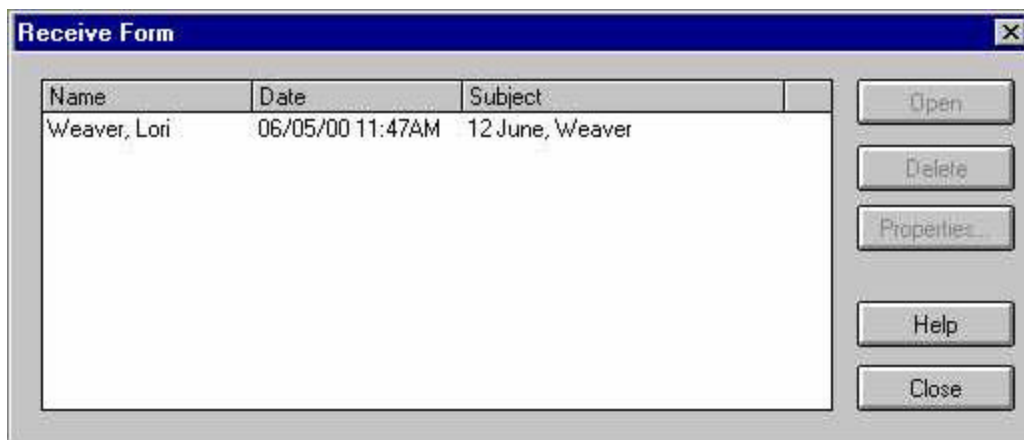 Receive Form
Name Date Subject
Weaver, Lori 06/05/00 11:47AM 12 June, Weaver
Open
Delete
Properties...
Help
Close